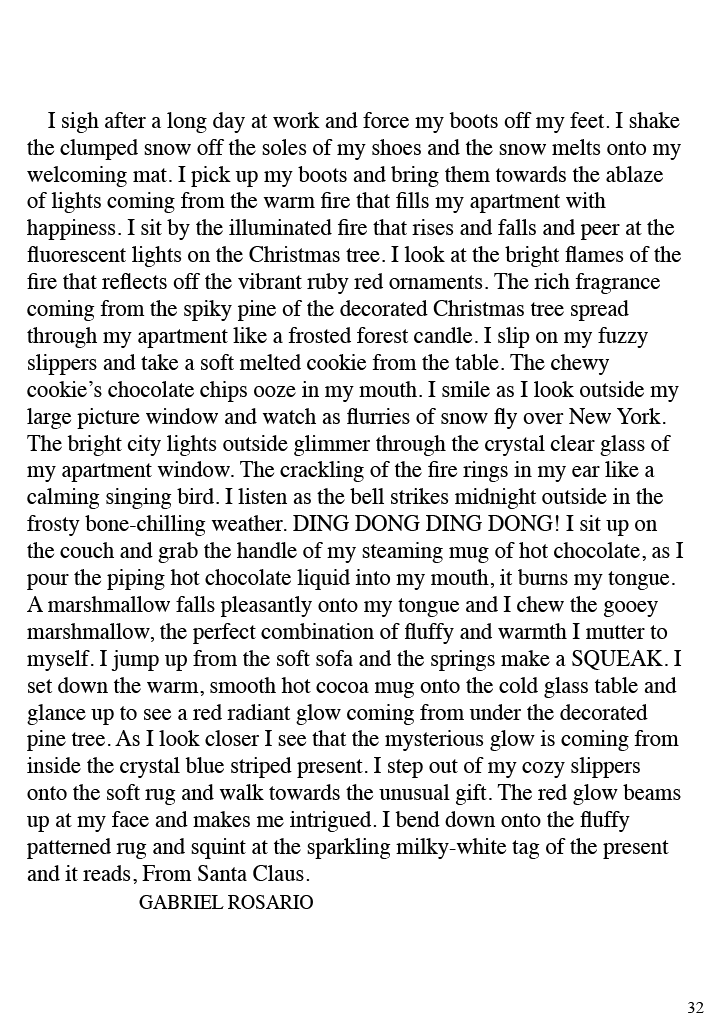 I sigh after a long day at work and force my boots off my feet. I shake
the clumped snow off the soles of my shoes and the snow melts onto my
welcoming mat. I pick up my boots and bring them towards the ablaze
of lights coming from the warm fire that fills my apartment with
happiness. I sit by the illuminated fire that rises and falls and peer at the
fluorescent lights on the Christmas tree. I look at the bright flames of the
fire that reflects off the vibrant ruby red ornaments. The rich fragrance
coming from the spiky pine of the decorated Christmas tree spread
through my apartment like a frosted forest candle. I slip on my fuzzy
slippers and take a soft melted cookie from the table. The chewy
cookie’s chocolate chips ooze in my mouth. I smile as I look outside my
large picture window and watch as flurries of snow fly over New York.
The bright city lights outside glimmer through the crystal clear glass of
my apartment window. The crackling of the fire rings in my ear like a
calming singing bird. I listen as the bell strikes midnight outside in the
frosty bone-chilling weather. DING DONG DING DONG! I sit up on
the couch and grab the handle of my steaming mug of hot chocolate, as I
pour the piping hot chocolate liquid into my mouth, it burns my tongue.
A marshmallow falls pleasantly onto my tongue and I chew the gooey
marshmallow, the perfect combination of fluffy and warmth I mutter to
myself. I jump up from the soft sofa and the springs make a SQUEAK. I
set down the warm, smooth hot cocoa mug onto the cold glass table and
glance up to see a red radiant glow coming from under the decorated
pine tree. As I look closer I see that the mysterious glow is coming from
inside the crystal blue striped present. I step out of my cozy slippers
onto the soft rug and walk towards the unusual gift. The red glow beams
up at my face and makes me intrigued. I bend down onto the fluffy
patterned rug and squint at the sparkling milky-white tag of the present
and it reads, From Santa Claus.
GABRIEL ROSARIO
32